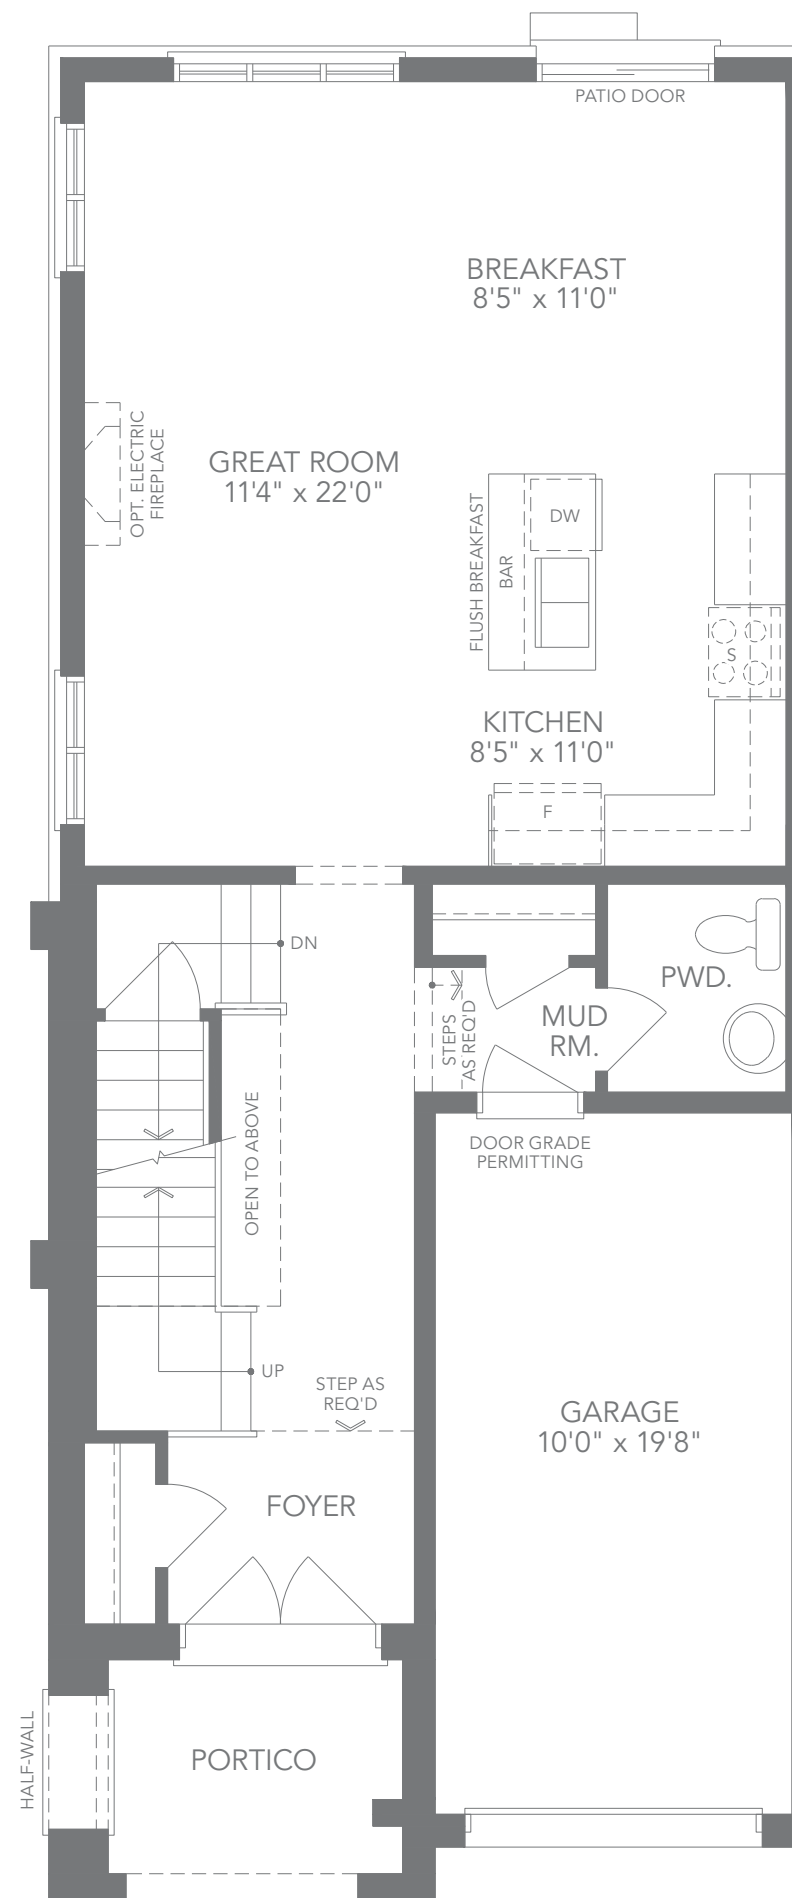 PATIO DOOR
BREAKFAST
8'5" x 11'0"
OPT. ELECTRIC
FIREPLACE
GREAT ROOM
11'4" x 22'0"
FLUSH BREAKFAST
BAR
DW
S
KITCHEN
8'5" x 11'0"
F
DN
PWD.
STEPS
AS REQ'D
MUD
RM.
OPEN TO ABOVE
DOOR GRADE
PERMITTING
UP
STEP AS
REQ'D
GARAGE
10'0" x 19'8"
FOYER
HALF-WALL
PORTICO